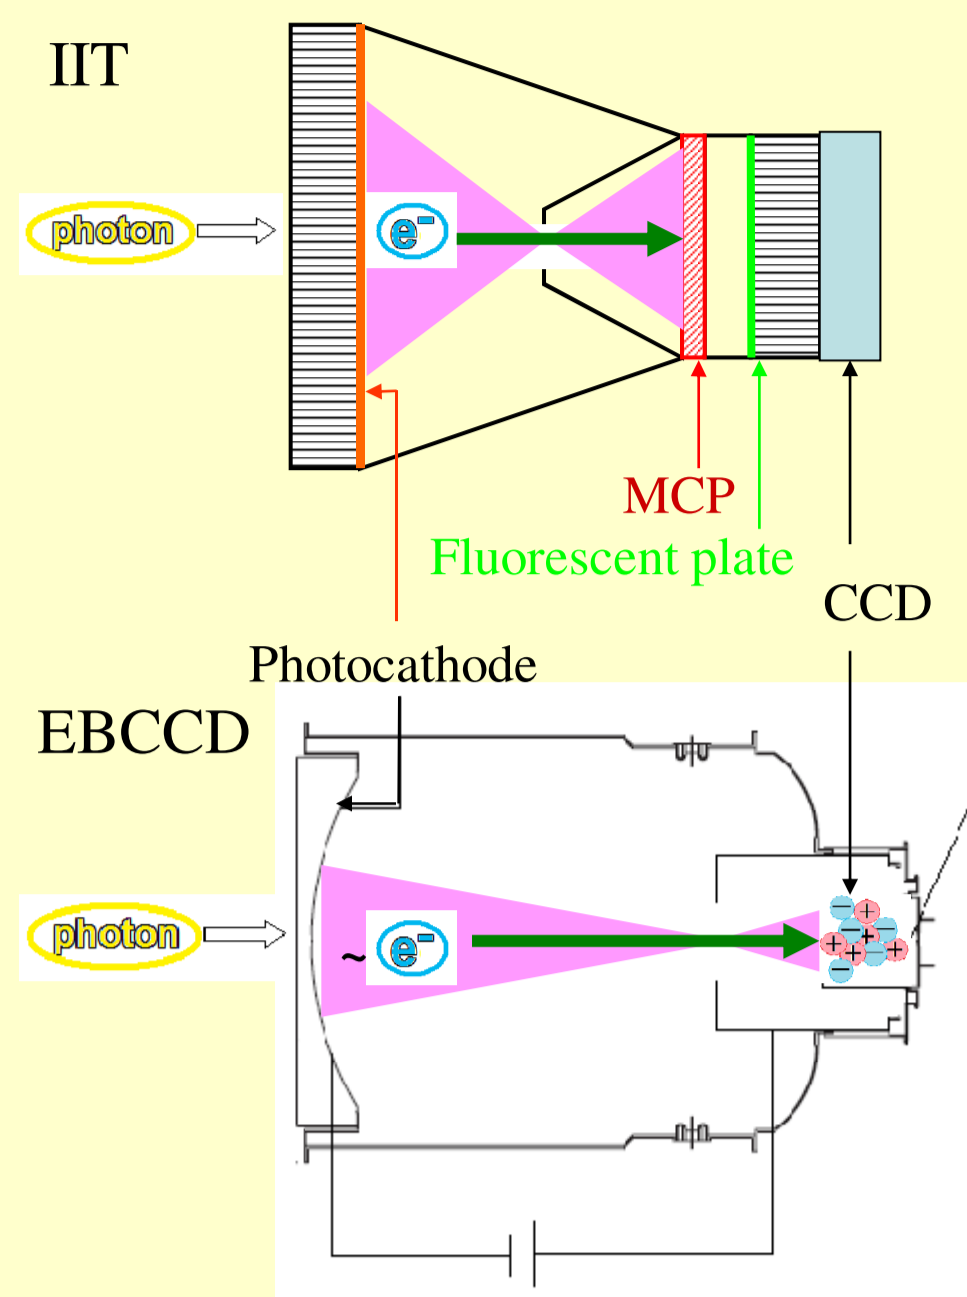 IIT
photon
e-
MCP
Fluorescent plate
CCD
Photocathode
EBCCD
photon
~ e-
− +
− + −
+ + − +
−